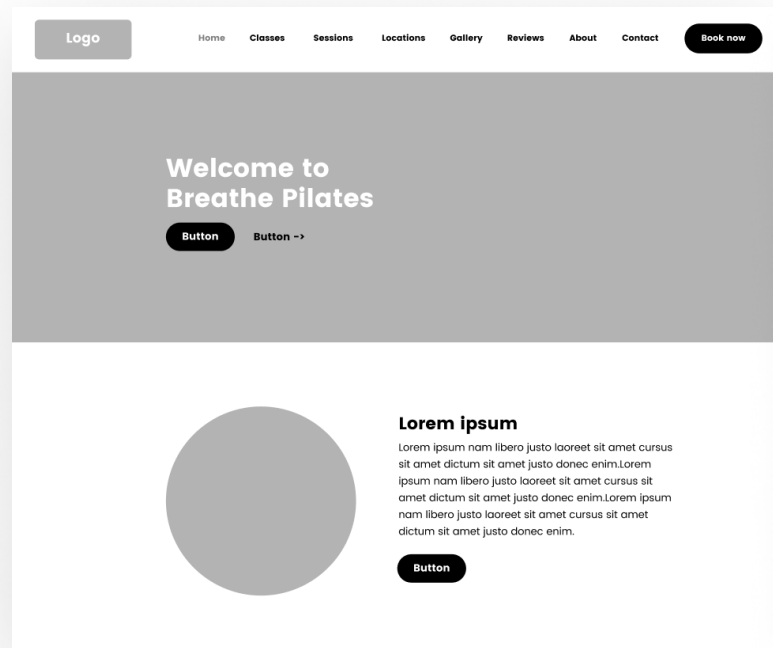 Logo
Home Classes Sessions Locations Gallery Reviews About Contact Book now
Welcome to
Breathe Pilates
Button Button ->
Lorem ipsum
Lorem ipsum nam libero justo laoreet sit amet cursus
sit amet dictum sit amet justo donec enim.Lorem
ipsum nam libero justo laoreet sit amet cursus sit
amet dictum sit amet justo donec enim.Lorem ipsum
nam libero justo laoreet sit amet cursus sit amet
dictum sit amet justo donec enim.
Button